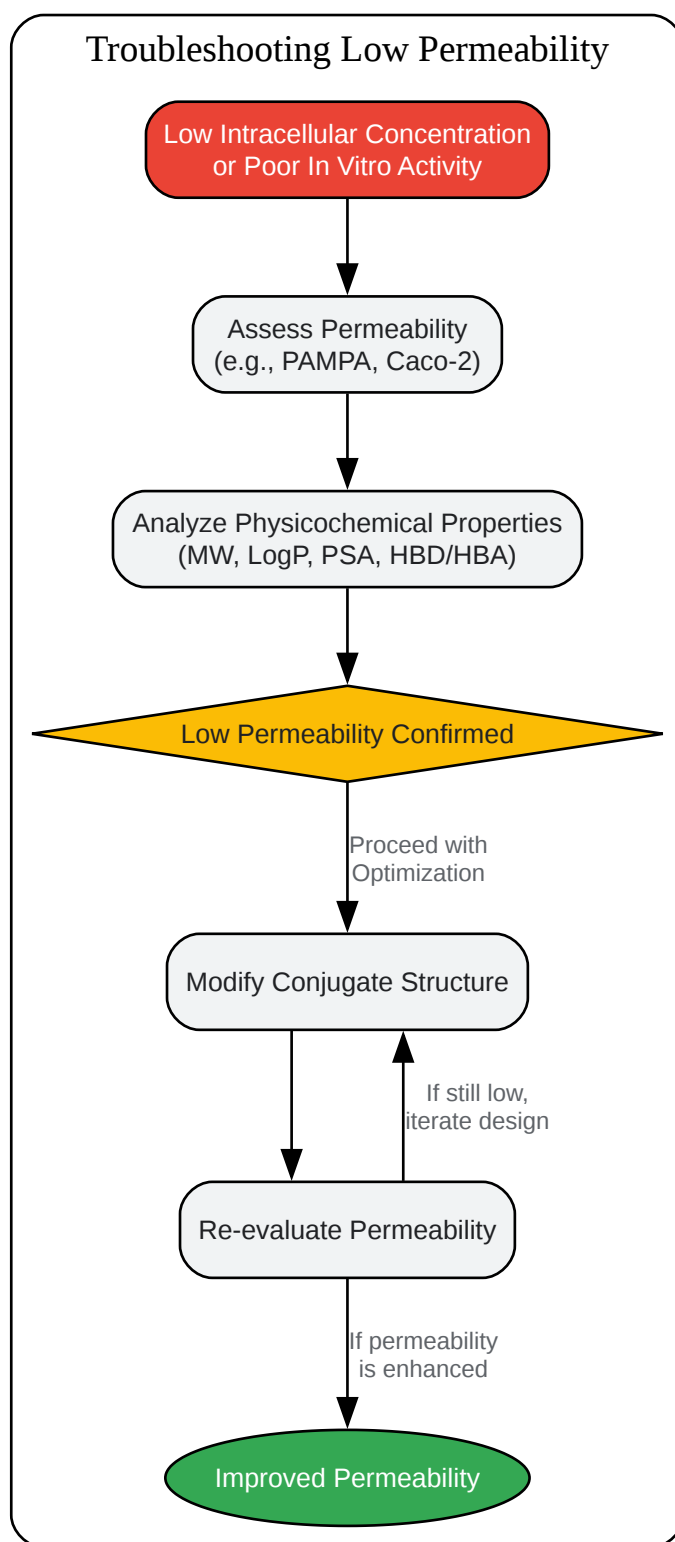 Troubleshooting Low Permeability
Low Intracellular Concentration
or Poor In Vitro Activity
Assess Permeability
(e.g., PAMPA, Caco-2)
Analyze Physicochemical Properties
(MW, LogP, PSA, HBD/HBA)
Low Permeability Confirmed
Proceed with
Optimization
Modify Conjugate Structure
If still low,
iterate design
Re-evaluate Permeability
If permeability
is enhanced
Improved Permeability